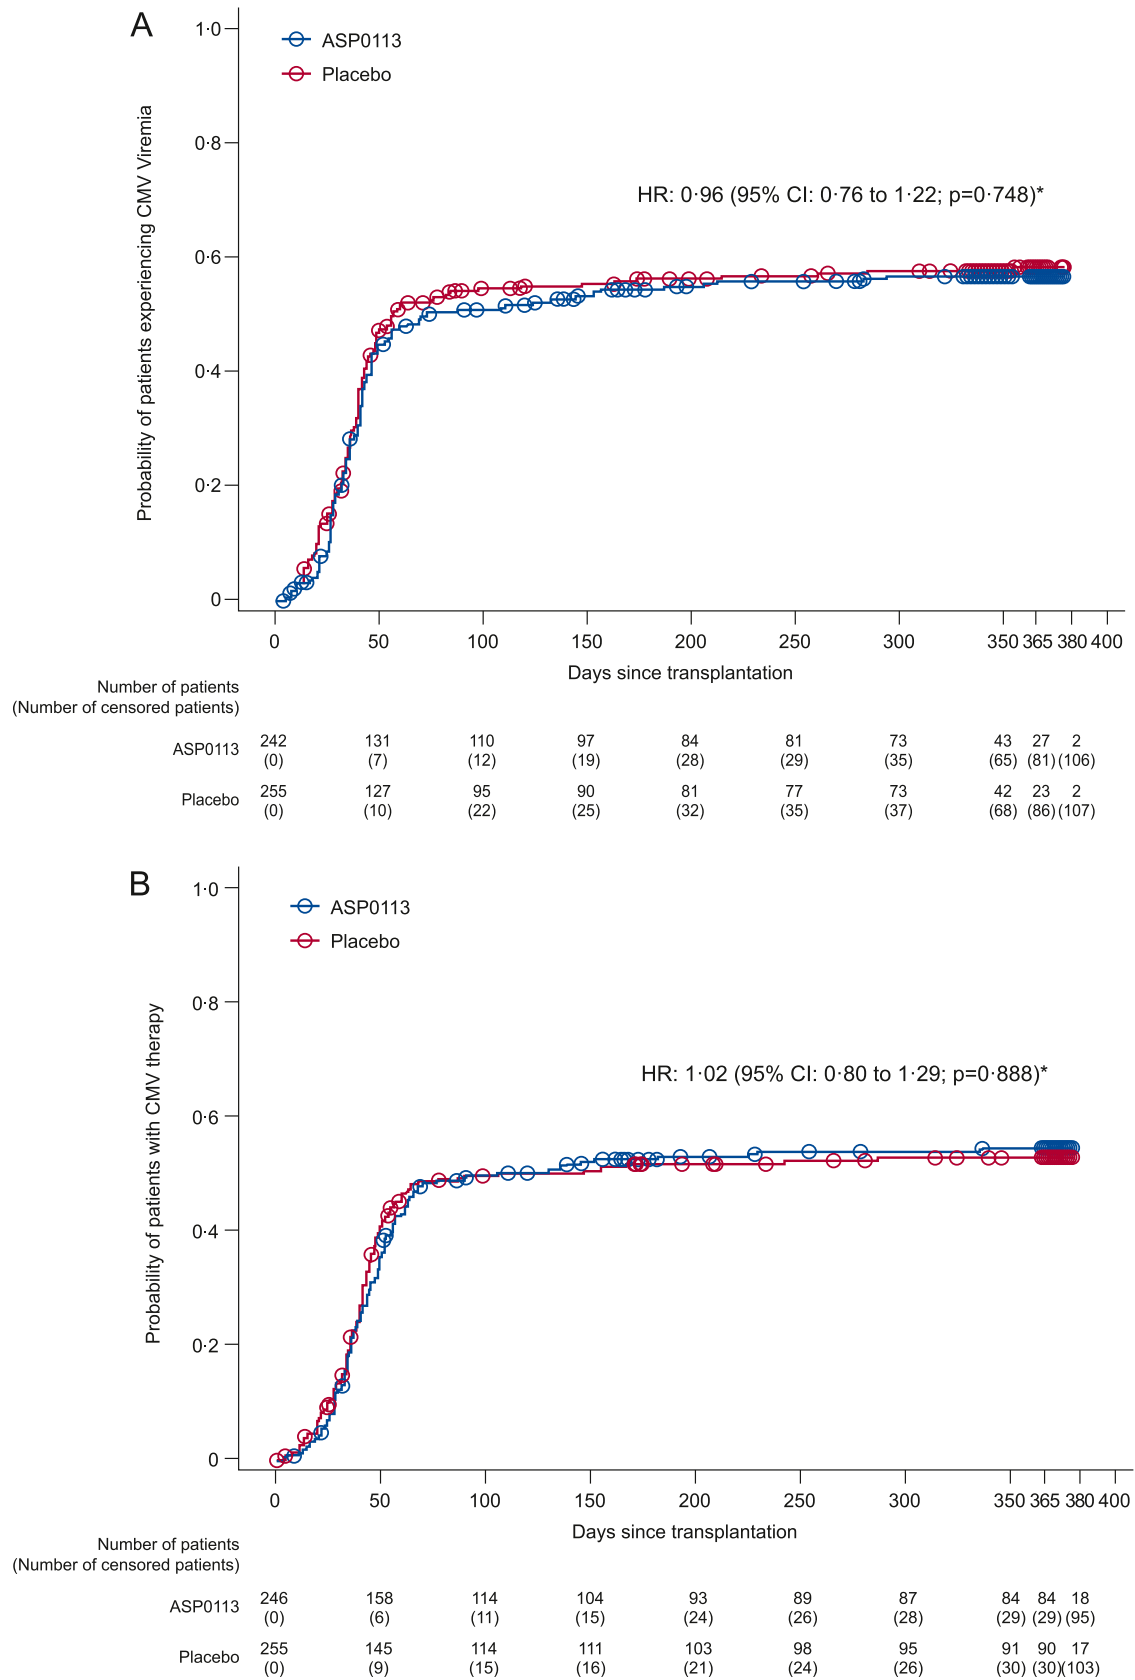 A
1·0
ASP0113
Placebo
0·8
HR: 0·96 (95% CI: 0·76 to 1·22; p=0·748)*
0·6
0·4
0·2
0
Probability of patients experiencing CMV Viremia
0 50 100 150 200 250 300 350 365 380 400
Days since transplantation
Number of patients
(Number of censored patients)
ASP0113 242 131 110 97 84 81 73 43 27 2
(0) (7) (12) (19) (28) (29) (35) (65) (81) (106)
Placebo 255 127 95 90 81 77 73 42 23 2
(0) (10) (22) (25) (32) (35) (37) (68) (86) (107)
B
1·0
ASP0113
Placebo
0·8
HR: 1·02 (95% CI: 0·80 to 1·29; p=0·888)*
0·6
0·4
0·2
0
Probability of patients with CMV therapy
0 50 100 150 200 250 300 350 365 380 400
Days since transplantation
Number of patients
(Number of censored patients)
ASP0113 246 158 114 104 93 89 87 84 84 18
(0) (6) (11) (15) (24) (26) (28) (29) (29) (95)
Placebo 255 145 114 111 103 98 95 91 90 17
(0) (9) (15) (16) (21) (24) (26) (30) (30) (103)